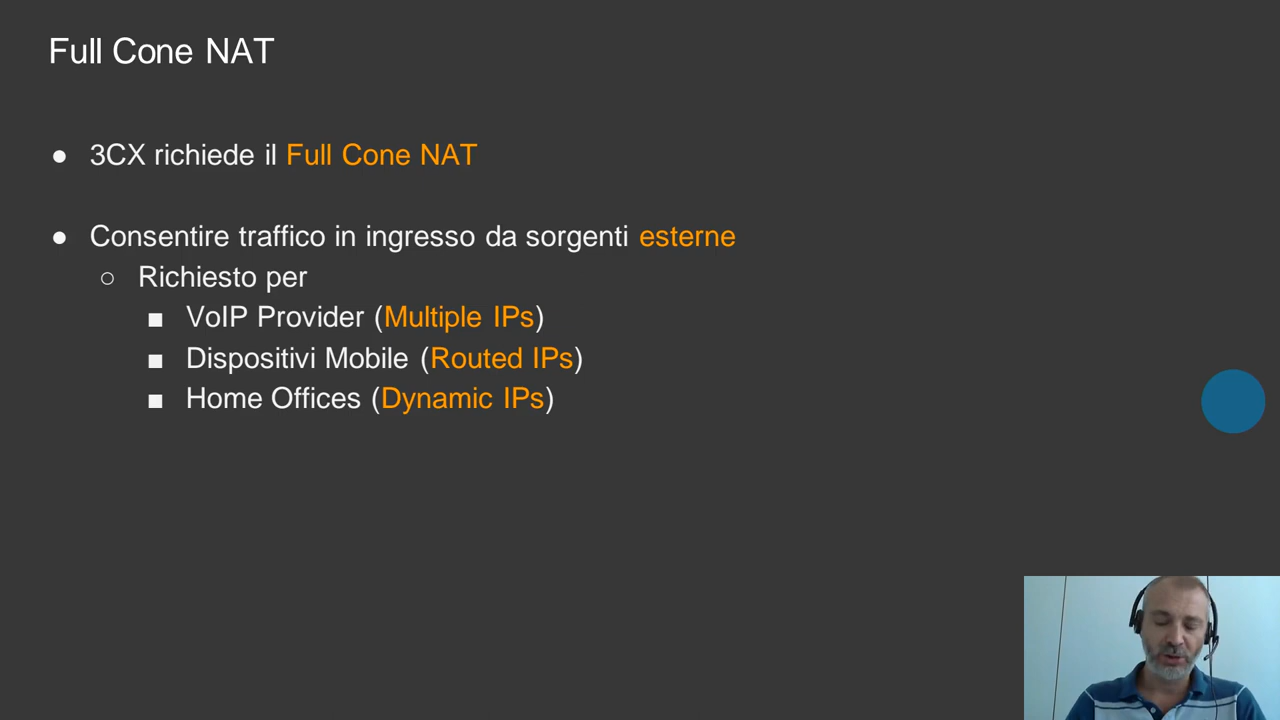 Full Cone NAT
● 3CX richiede il Full Cone NAT
● Consentire traffico in ingresso da sorgenti esterne
○ Richiesto per
■ VoIP Provider (Multiple IPs)
■ Dispositivi Mobile (Routed IPs)
■ Home Offices (Dynamic IPs)